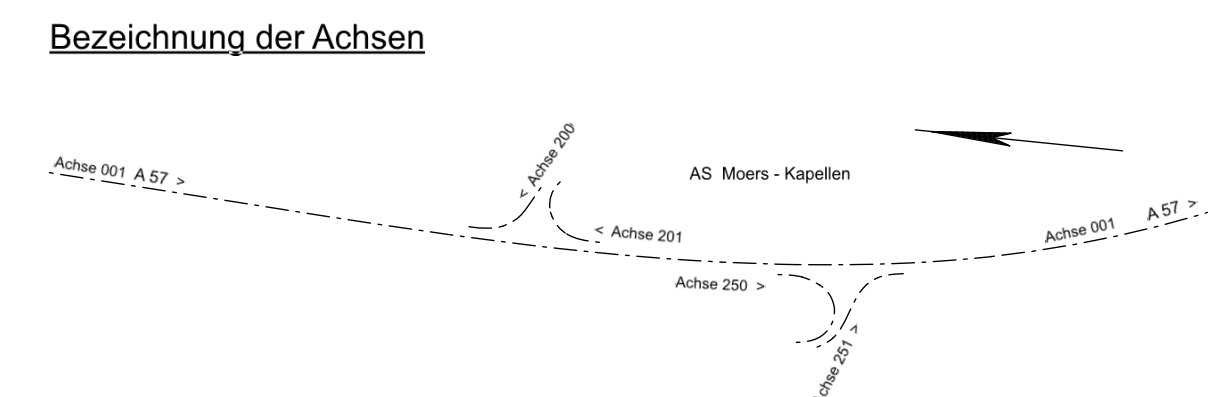 Bezeichnung der Achsen
Achse 001 A 57 >
< Achse 200
AS Moers - Kapellen
< Achse 201
Achse 001 A 57 >
Achse 250 >
chse 251 >